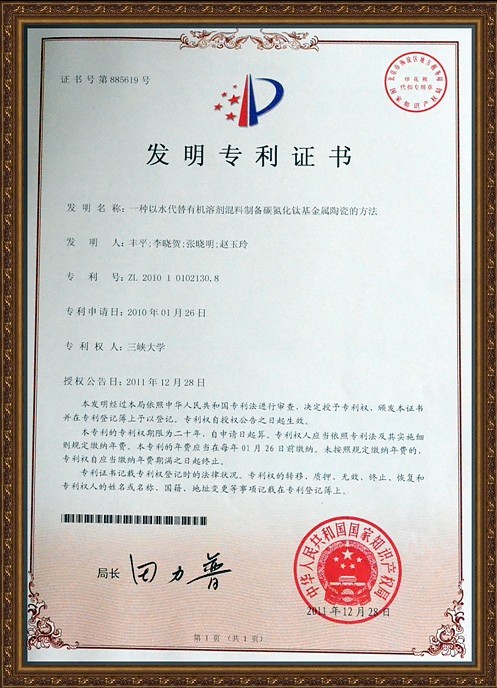 证书号第885619号
印花税
代扣专用章
国家知识产权局
发明专利证书
发明名称：一种以水代替有机溶剂混料制备碳氮化钛基金属陶瓷的方法
发明人：丰平;李晓贺;张晓明;赵玉玲
专利号：ZL 2010 1 0102130.8
专利申请日：2010年01月26日
专利权人：三峡大学
授权公告日：2011年12月28日
本发明经过本局依照中华人民共和国专利法进行审查，决定授予专利权，颁发本证书
并在专利登记簿上予以登记。专利权自授权公告之日起生效。
本专利的专利权期限为二十年，自申请日起算。专利权人应当依照专利法及其实施细
则规定缴纳年费。本专利的年费应当在每年01月26日前缴纳。未按照规定缴纳年费的，
专利权自应当缴纳年费期满之日起终止。
专利证书记载专利权登记时的法律状况。专利权的转移、质押、无效、终止、恢复和
专利权人的姓名或名称、国籍、地址变更等事项记载在专利登记簿上。
局长 田力普
中华人民共和国国家知识产权局
2011年12月28日
第1页（共1页）